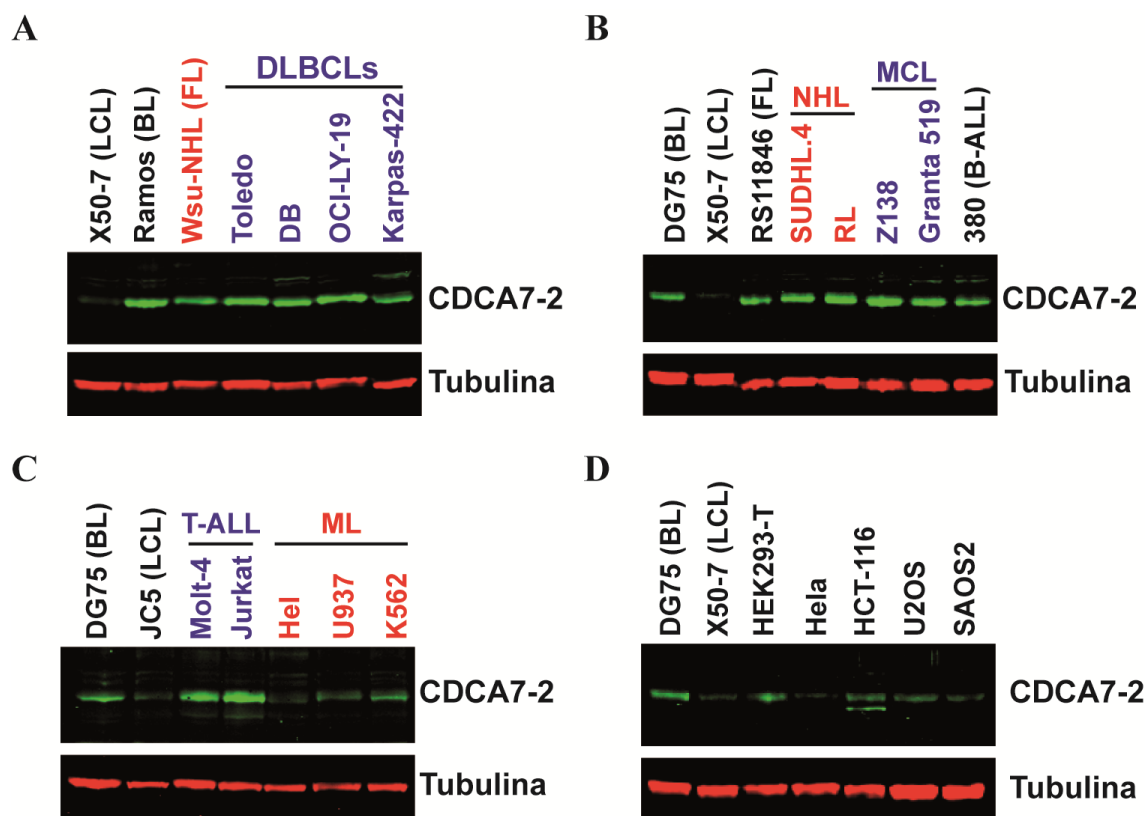 A
DLBCLs
X50-7 (LCL)
Ramos (BL)
Wsu-NHL (FL)
Toledo
DB
OCI-LY-19
Karpas-422
CDCA7-2
Tubulina
B
NHL
MCL
DG75 (BL)
X50-7 (LCL)
RS11846 (FL)
SUDHL.4
RL
Z138
Granta 519
380 (B-ALL)
CDCA7-2
Tubulina
C
T-ALL
ML
DG75 (BL)
JC5 (LCL)
Molt-4
Jurkat
Hel
U937
K562
CDCA7-2
Tubulina
D
DG75 (BL)
X50-7 (LCL)
HEK293-T
Hela
HCT-116
U2OS
SAOS2
CDCA7-2
Tubulina